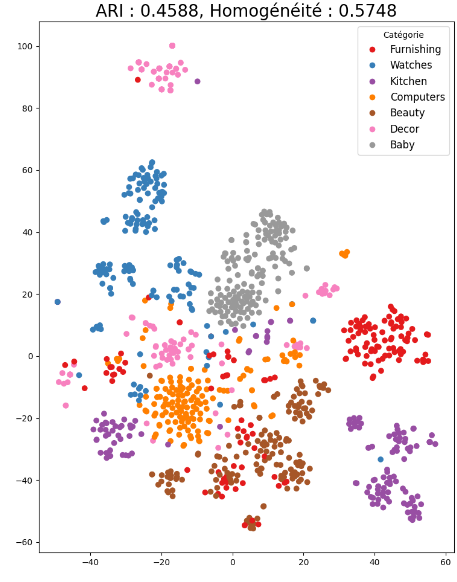 ARI : 0.4588, Homogénéité : 0.5748
Catégorie
Furnishing
Watches
Kitchen
Computers
Beauty
Decor
Baby
100
80
60
40
20
0
−20
−40
−60
−40 −20 0 20 40 60